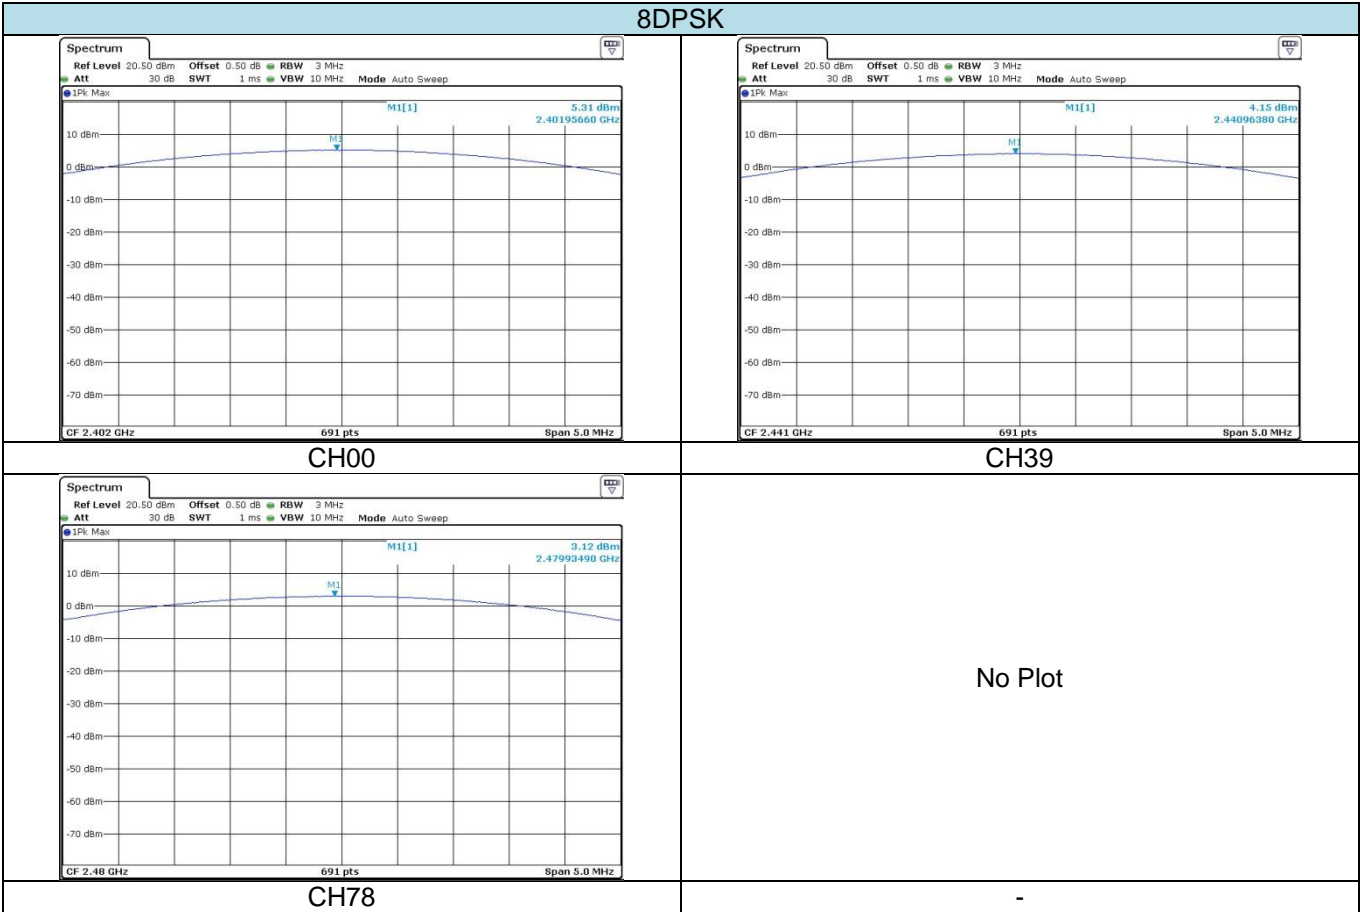 8DPSK
Spectrum
Ref Level 20.50 dBm Offset 0.50 dB RBW 3 MHz
Att 30 dB SWT 1 ms VBW 10 MHz Mode Auto Sweep
1Pk Max
M1[1] 5.31 dBm
2.40195660 GHz
10 dBm
M1
0 dBm
-10 dBm
-20 dBm
-30 dBm
-40 dBm
-50 dBm
-60 dBm
-70 dBm
CF 2.402 GHz 691 pts Span 5.0 MHz
CH00
Spectrum
Ref Level 20.50 dBm Offset 0.50 dB RBW 3 MHz
Att 30 dB SWT 1 ms VBW 10 MHz Mode Auto Sweep
1Pk Max
M1[1] 4.15 dBm
2.44096380 GHz
10 dBm
M1
0 dBm
-10 dBm
-20 dBm
-30 dBm
-40 dBm
-50 dBm
-60 dBm
-70 dBm
CF 2.441 GHz 691 pts Span 5.0 MHz
CH39
Spectrum
Ref Level 20.50 dBm Offset 0.50 dB RBW 3 MHz
Att 30 dB SWT 1 ms VBW 10 MHz Mode Auto Sweep
1Pk Max
M1[1] 3.12 dBm
2.47993490 GHz
10 dBm
M1
0 dBm
-10 dBm
-20 dBm
-30 dBm
-40 dBm
-50 dBm
-60 dBm
-70 dBm
CF 2.48 GHz 691 pts Span 5.0 MHz
CH78
No Plot
-